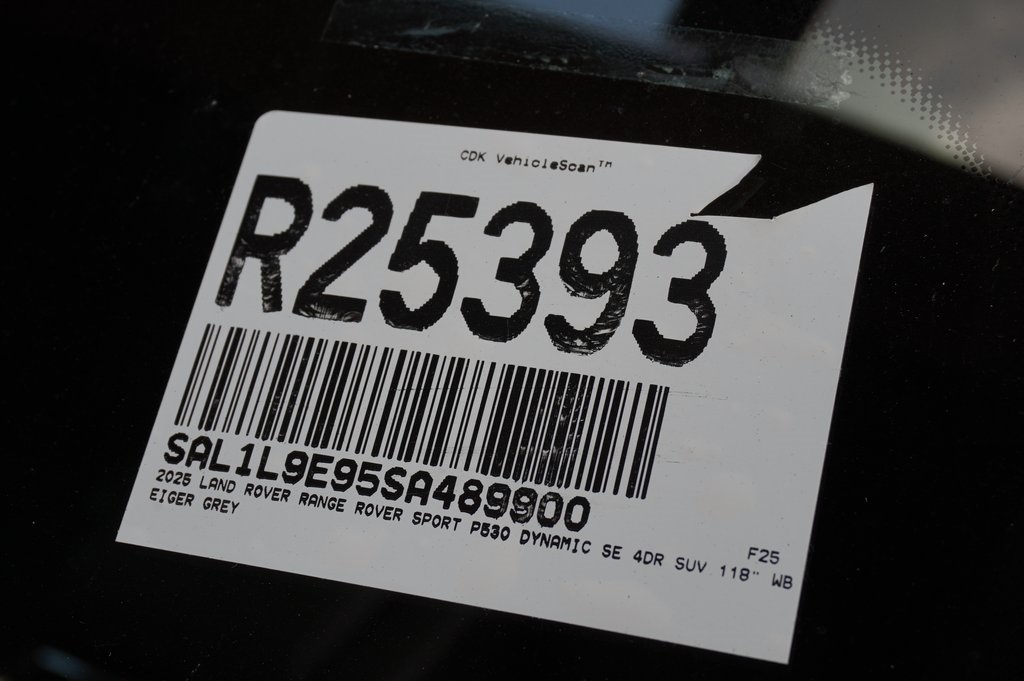 CDK VehicleScan™
R25393
SAL1L9E95SA489900
2025 LAND ROVER RANGE ROVER SPORT P530 DYNAMIC SE 4DR SUV 118" WB
EIGER GREY
F25